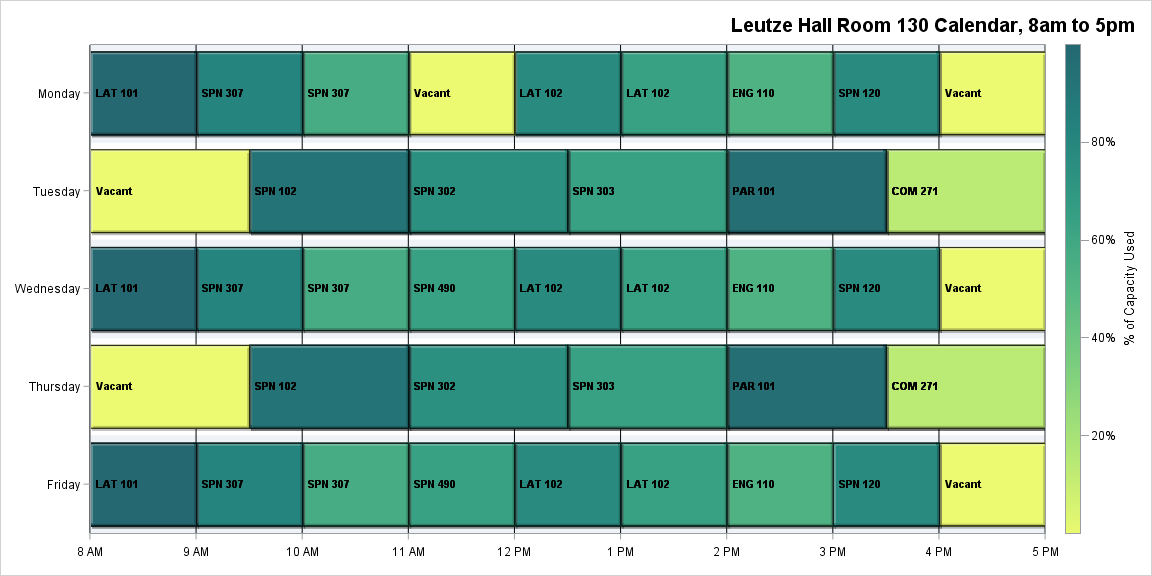 Leutze Hall Room 130 Calendar, 8am to 5pm
Monday LAT 101 SPN 307 SPN 307 Vacant LAT 102 LAT 102 ENG 110 SPN 120 Vacant
80%
Tuesday Vacant SPN 102 SPN 302 SPN 303 PAR 101 COM 271
60%
Wednesday LAT 101 SPN 307 SPN 307 SPN 490 LAT 102 LAT 102 ENG 110 SPN 120 Vacant
% of Capacity Used
40%
Thursday Vacant SPN 102 SPN 302 SPN 303 PAR 101 COM 271
20%
Friday LAT 101 SPN 307 SPN 307 SPN 490 LAT 102 LAT 102 ENG 110 SPN 120 Vacant
8 AM 9 AM 10 AM 11 AM 12 PM 1 PM 2 PM 3 PM 4 PM 5 PM